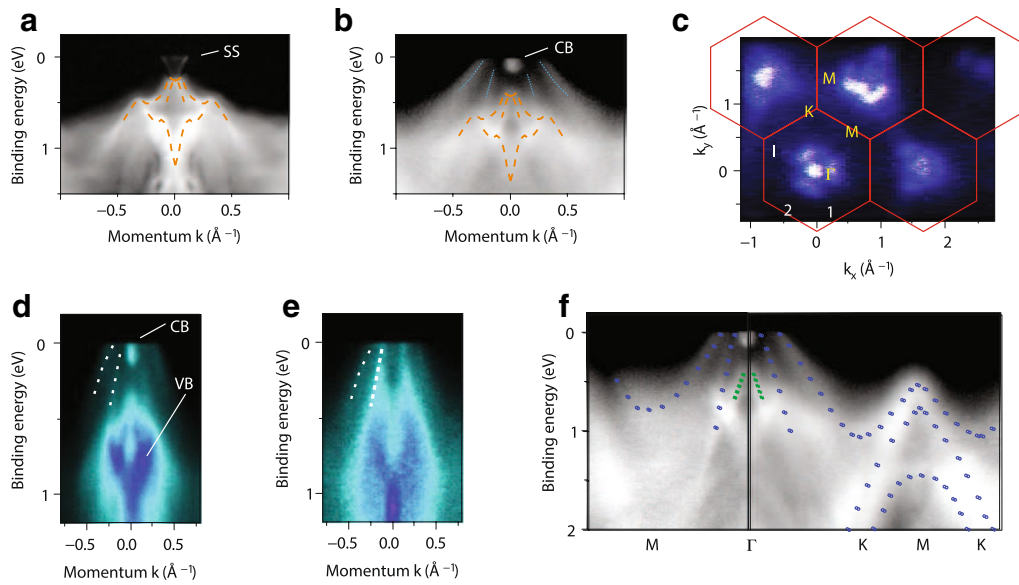 a
SS
Binding energy (eV)
0
1
−0.5
0.0
0.5
Momentum k (Å⁻¹)
b
CB
Binding energy (eV)
0
1
−0.5
0.0
0.5
Momentum k (Å⁻¹)
c
M
K
M
I
Γ
2
1
k_y (Å⁻¹)
1
0
−1
0
1
2
k_x (Å⁻¹)
d
CB
VB
Binding energy (eV)
0
1
−0.5
0.0
0.5
Momentum k (Å⁻¹)
e
Binding energy (eV)
0
1
−0.5
0.0
0.5
Momentum k (Å⁻¹)
f
Binding energy (eV)
0
1
2
M
Γ
K
M
K